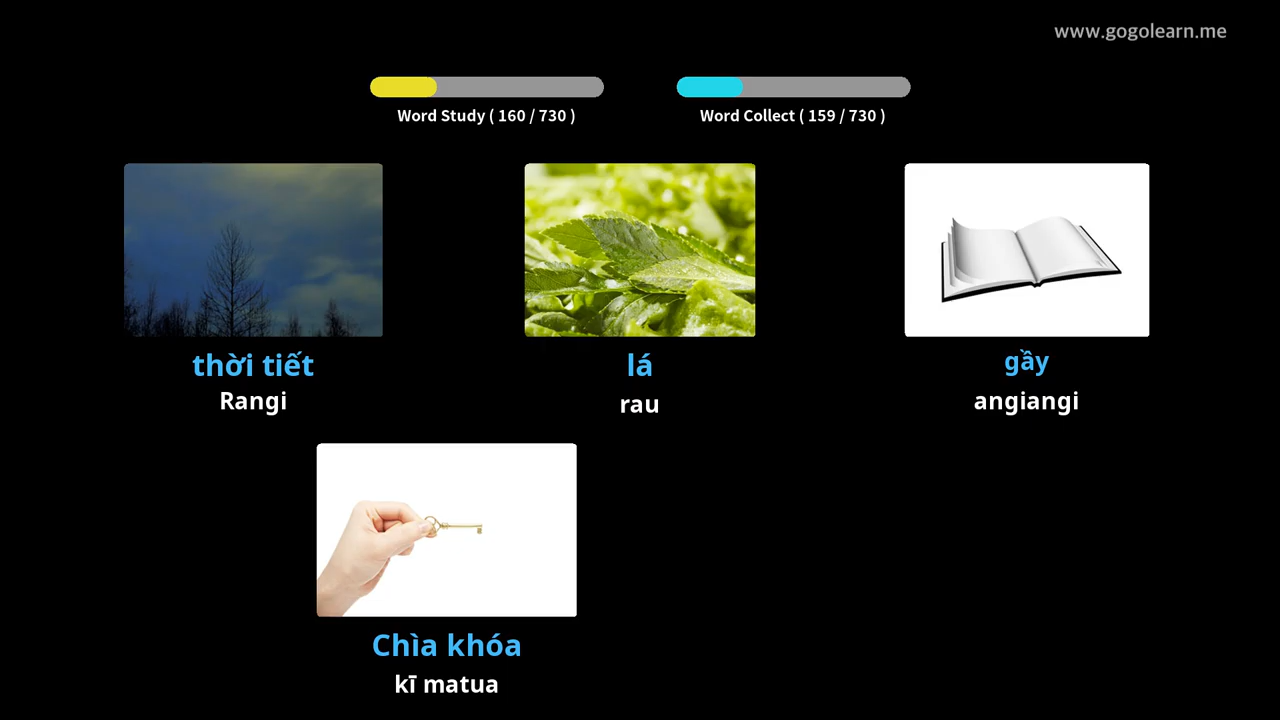 www.gogolearn.me
Word Study ( 160 / 730 )
Word Collect ( 159 / 730 )
thời tiết
Rangi
lá
rau
gầy
angiangi
Chìa khóa
kī matua